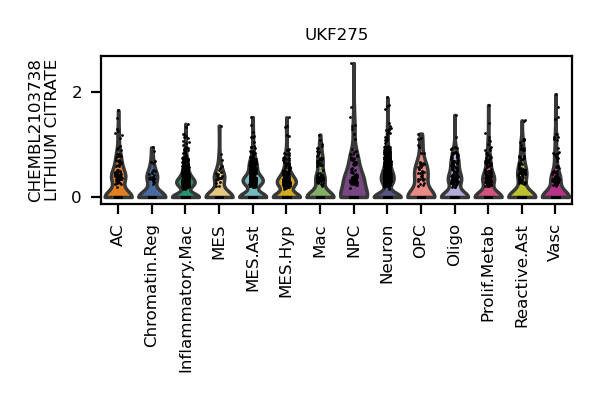 UKF275
CHEMBL2103738
LITHIUM CITRATE
2
0
AC
Chromatin.Reg
Inflammatory.Mac
MES
MES.Ast
MES.Hyp
Mac
NPC
Neuron
OPC
Oligo
Prolif.Metab
Reactive.Ast
Vasc